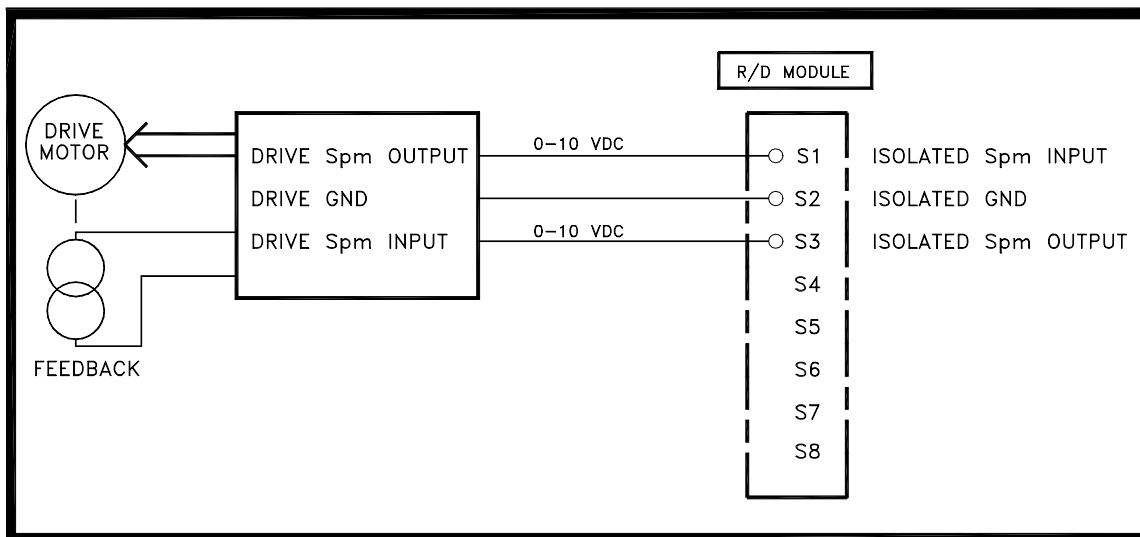 R/D MODULE
DRIVE
MOTOR
DRIVE Spm OUTPUT
0-10 VDC
S1
ISOLATED Spm INPUT
DRIVE GND
S2
ISOLATED GND
DRIVE Spm INPUT
0-10 VDC
S3
ISOLATED Spm OUTPUT
S4
S5
S6
FEEDBACK
S7
S8